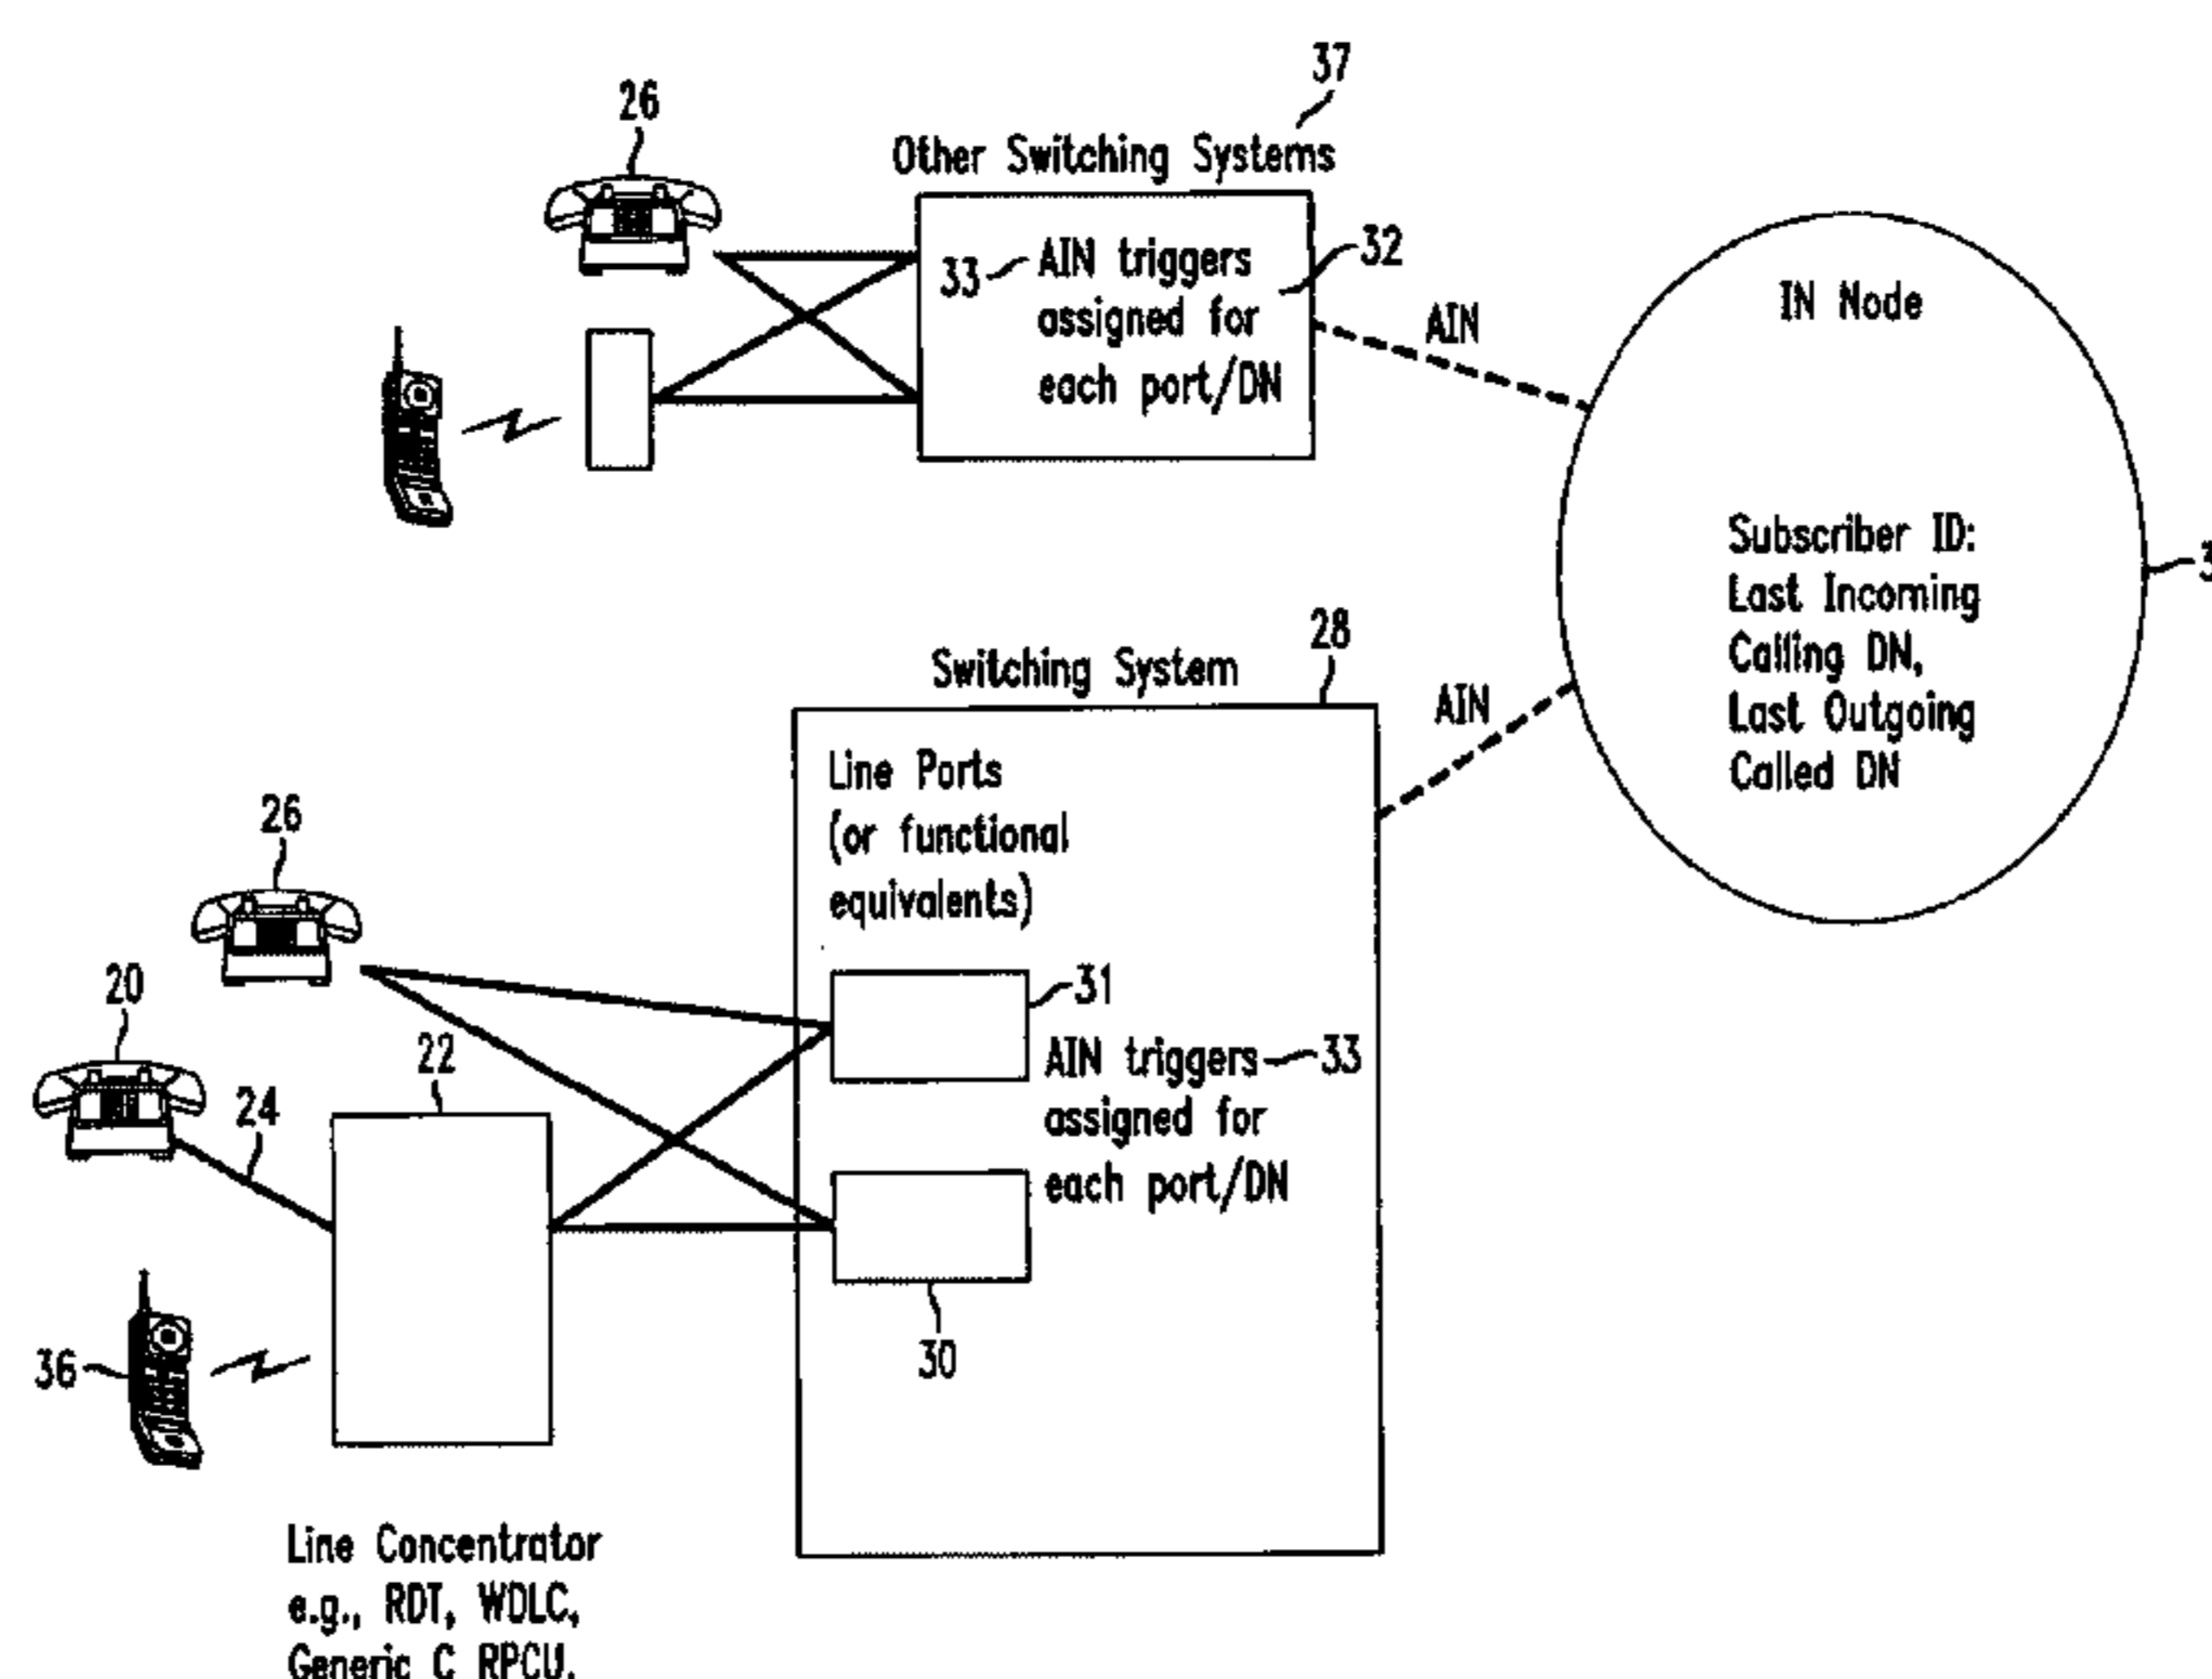 37
26
Other Switching Systems
33
AIN triggers
assigned for
each port/DN
32
AIN
IN Node
Subscriber ID:
Last Incoming
Calling DN,
Last Outgoing
Called DN
28
Switching System
AIN
Line Ports
(or functional
equivalents)
26
20
22
24
31
AIN triggers
33
assigned for
each port/DN
30
36
Line Concentrator
e.g., RDT, WDLC,
Generic C RPCU,